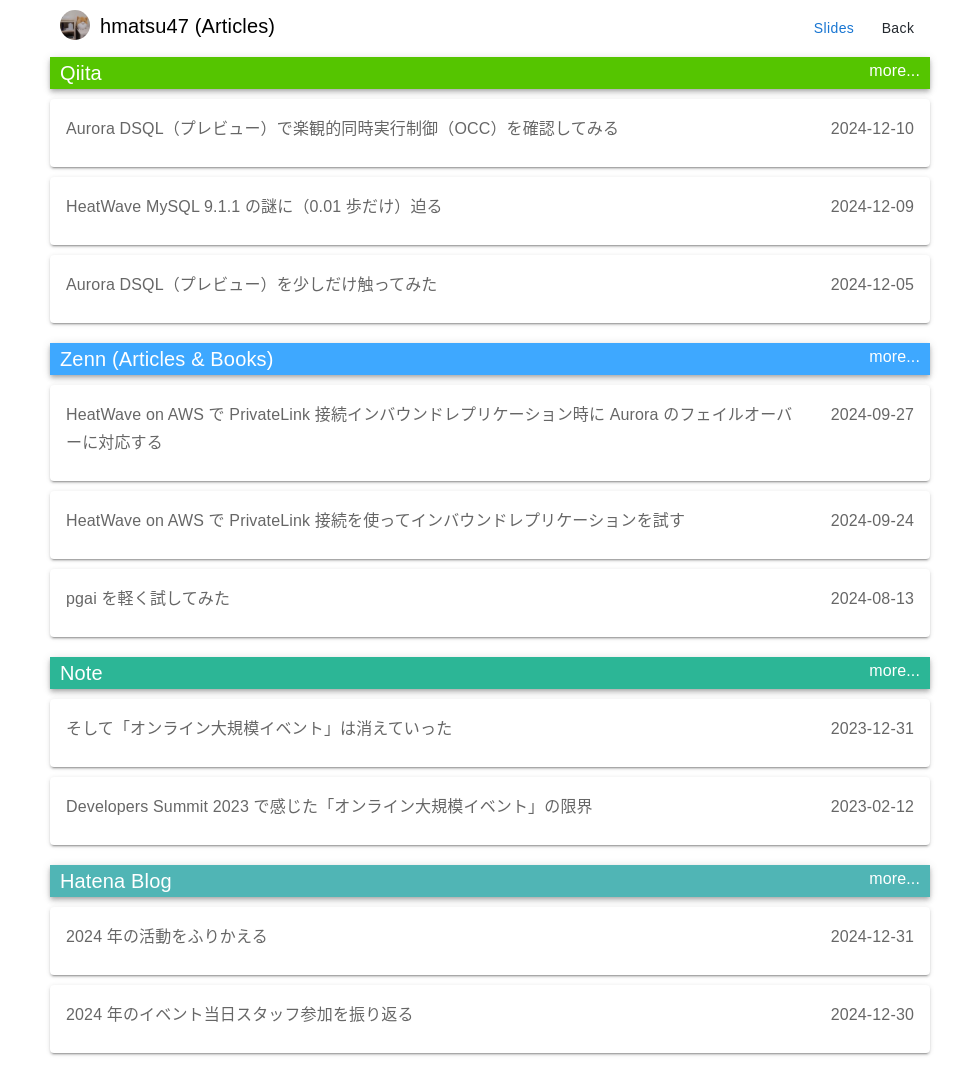 hmatsu47 (Articles)
Slides
Back
Qiita
more...
Aurora DSQL（プレビュー）で楽観的同時実行制御（OCC）を確認してみる
2024-12-10
HeatWave MySQL 9.1.1 の謎に（0.01 歩だけ）迫る
2024-12-09
Aurora DSQL（プレビュー）を少しだけ触ってみた
2024-12-05
Zenn (Articles & Books)
more...
HeatWave on AWS で PrivateLink 接続インバウンドレプリケーション時に Aurora のフェイルオーバ
2024-09-27
ーに対応する
HeatWave on AWS で PrivateLink 接続を使ってインバウンドレプリケーションを試す
2024-09-24
pgai を軽く試してみた
2024-08-13
Note
more...
そして「オンライン大規模イベント」は消えていった
2023-12-31
Developers Summit 2023 で感じた「オンライン大規模イベント」の限界
2023-02-12
Hatena Blog
more...
2024 年の活動をふりかえる
2024-12-31
2024 年のイベント当日スタッフ参加を振り返る
2024-12-30